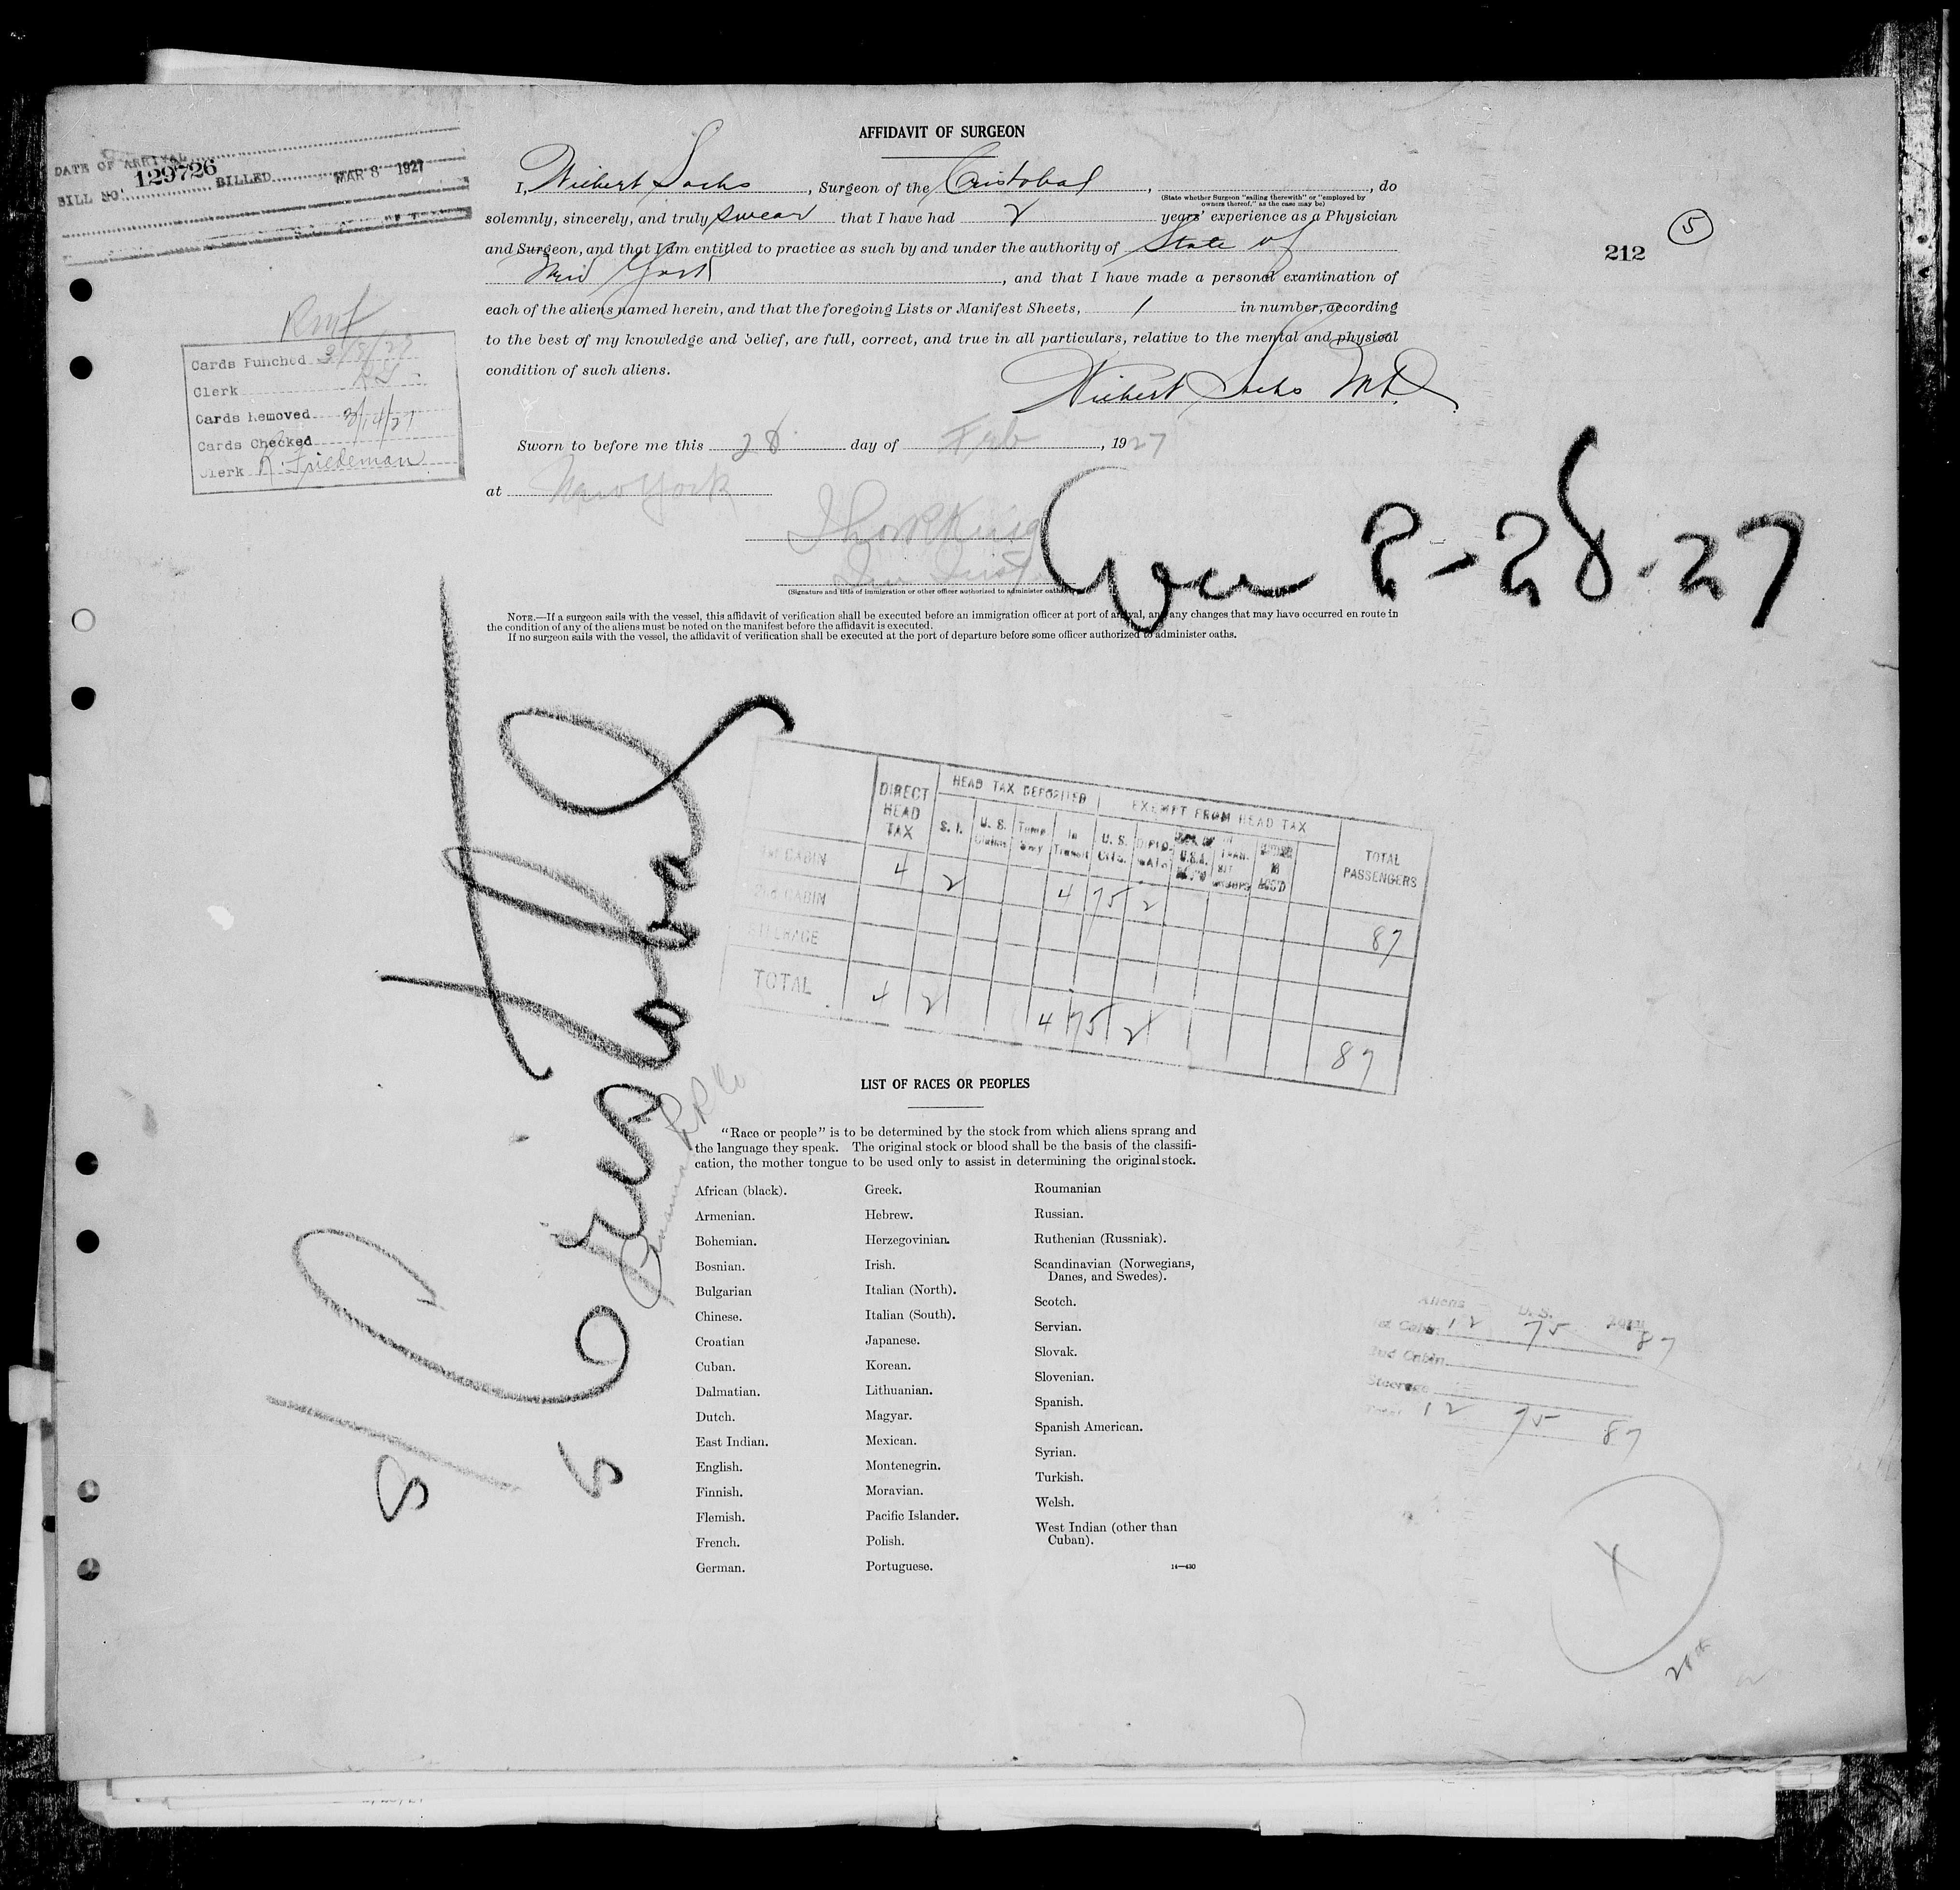 AFFIDAVIT OF SURGEON
DATE OF ARRIVAL
BILL NO. 129726 BILLED MAR 8 1927
I, Wichert Sachs, Surgeon of the Cristobal, , do
(State whether Surgeon "sailing therewith" or "employed by
owners thereof," as the case may be)
solemnly, sincerely, and truly swear that I have had 2 years' experience as a Physician
and Surgeon, and that I am entitled to practice as such by and under the authority of State of
New York, and that I have made a personal examination of
each of the aliens named herein, and that the foregoing Lists or Manifest Sheets, 1 in number, according
to the best of my knowledge and belief, are full, correct, and true in all particulars, relative to the mental and physical
condition of such aliens.
Wichert Sachs M.D.
212
5
Cards Punched
Clerk
Cards Removed 3/14/27
Cards Checked
Clerk R. Friedeman
Sworn to before me this 28 day of Feb, 1927
at New York
2-28-27
(Signature and title of immigration or other officer authorized to administer oaths.)
NOTE.—If a surgeon sails with the vessel, this affidavit of verification shall be executed before an immigration officer at port of arrival, and any changes that may have occurred en route in
the condition of any of the aliens must be noted on the manifest before the affidavit is executed.
If no surgeon sails with the vessel, the affidavit of verification shall be executed at the port of departure before some officer authorized to administer oaths.
SS Cristobal
DIRECT HEAD TAX
HEAD TAX DEPOSITED
EXEMPT FROM HEAD TAX
TOTAL PASSENGERS
S. I. U. S. In Transit U. S. Cits.
1st CABIN 4 2 4 75 2 87
2nd CABIN
STEERAGE
TOTAL 4 2 4 75 2 87
LIST OF RACES OR PEOPLES
"Race or people" is to be determined by the stock from which aliens sprang and
the language they speak. The original stock or blood shall be the basis of the classifi-
cation, the mother tongue to be used only to assist in determining the original stock.
African (black).
Armenian.
Bohemian.
Bosnian.
Bulgarian
Chinese.
Croatian
Cuban.
Dalmatian.
Dutch.
East Indian.
English.
Finnish.
Flemish.
French.
German.
Greek.
Hebrew.
Herzegovinian.
Irish.
Italian (North).
Italian (South).
Japanese.
Korean.
Lithuanian.
Magyar.
Mexican.
Montenegrin.
Moravian.
Pacific Islander.
Polish.
Portuguese.
Roumanian
Russian.
Ruthenian (Russniak).
Scandinavian (Norwegians,
Danes, and Swedes).
Scotch.
Servian.
Slovak.
Slovenian.
Spanish.
Spanish American.
Syrian.
Turkish.
Welsh.
West Indian (other than
Cuban).
14—430
Aliens U. S. Total
1st Cabin 12 75 87
2nd Cabin
Steerage
Total 12 75 87
X
28th